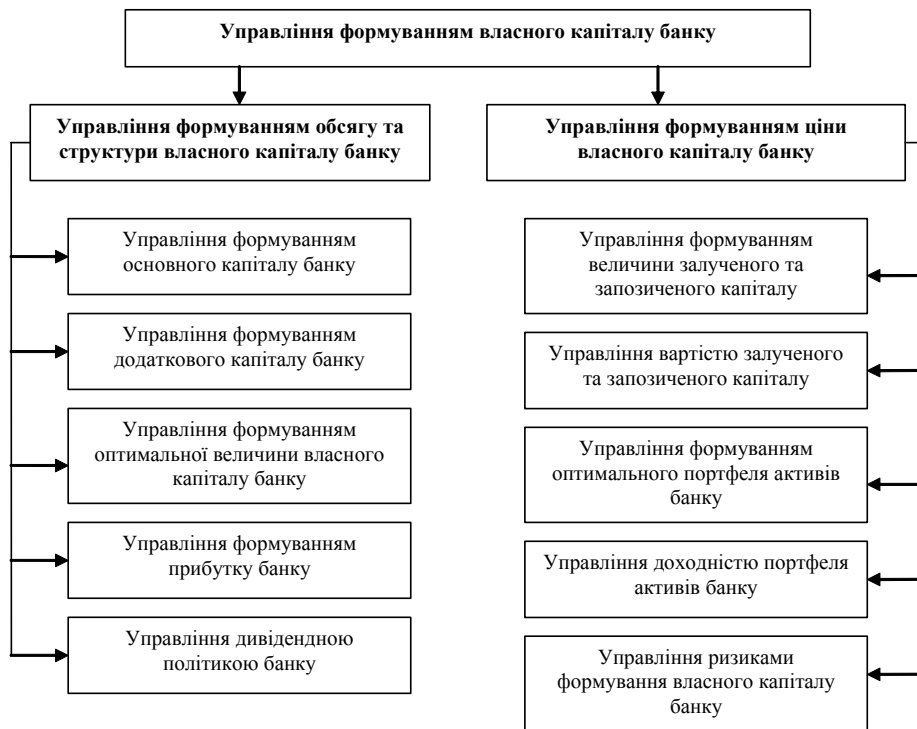 Управління формуванням власного капіталу банку
Управління формуванням обсягу та
структури власного капіталу банку
Управління формуванням ціни
власного капіталу банку
Управління формуванням
основного капіталу банку
Управління формуванням
додаткового капіталу банку
Управління формуванням
оптимальної величини власного
капіталу банку
Управління формуванням
прибутку банку
Управління дивідендною
політикою банку
Управління формуванням
величини залученого та
запозиченого капіталу
Управління вартістю залученого
та запозиченого капіталу
Управління формуванням
оптимального портфеля активів
банку
Управління доходністю портфеля
активів банку
Управління ризиками
формування власного капіталу
банку